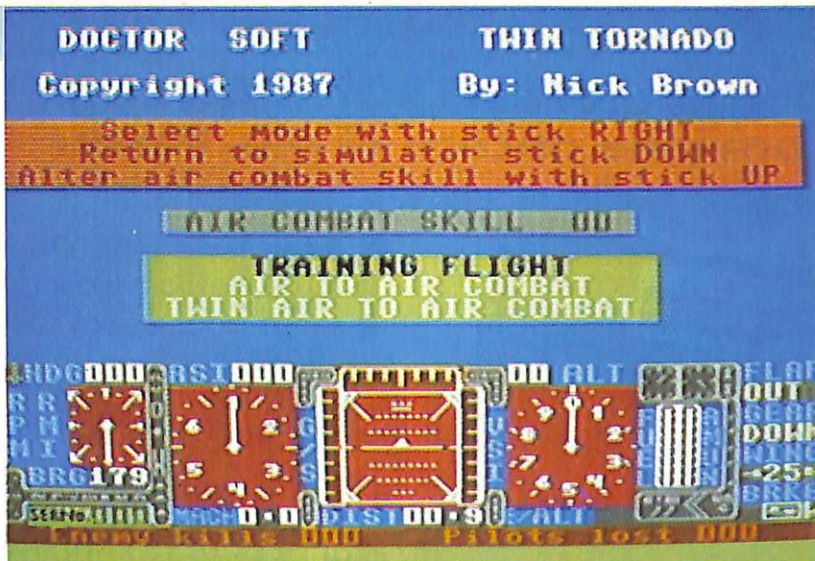 DOCTOR SOFT TWIN TORNADO
Copyright 1987 By: Nick Brown
Select mode with stick RIGHT
Return to simulator stick DOWN
Alter air combat skill with stick UP
AIR COMBAT SKILL 00
TRAINING FLIGHT
AIR TO AIR COMBAT
TWIN AIR TO AIR COMBAT
HDG 000 ASI 000 00 ALT FLAP
OUT
RPM
GEAR
DOWN
WING
25
BRG 179
BRKE
MACH 0.0 DIST 00.9 E/ALT
Enemy kills 000 Pilots lost 000